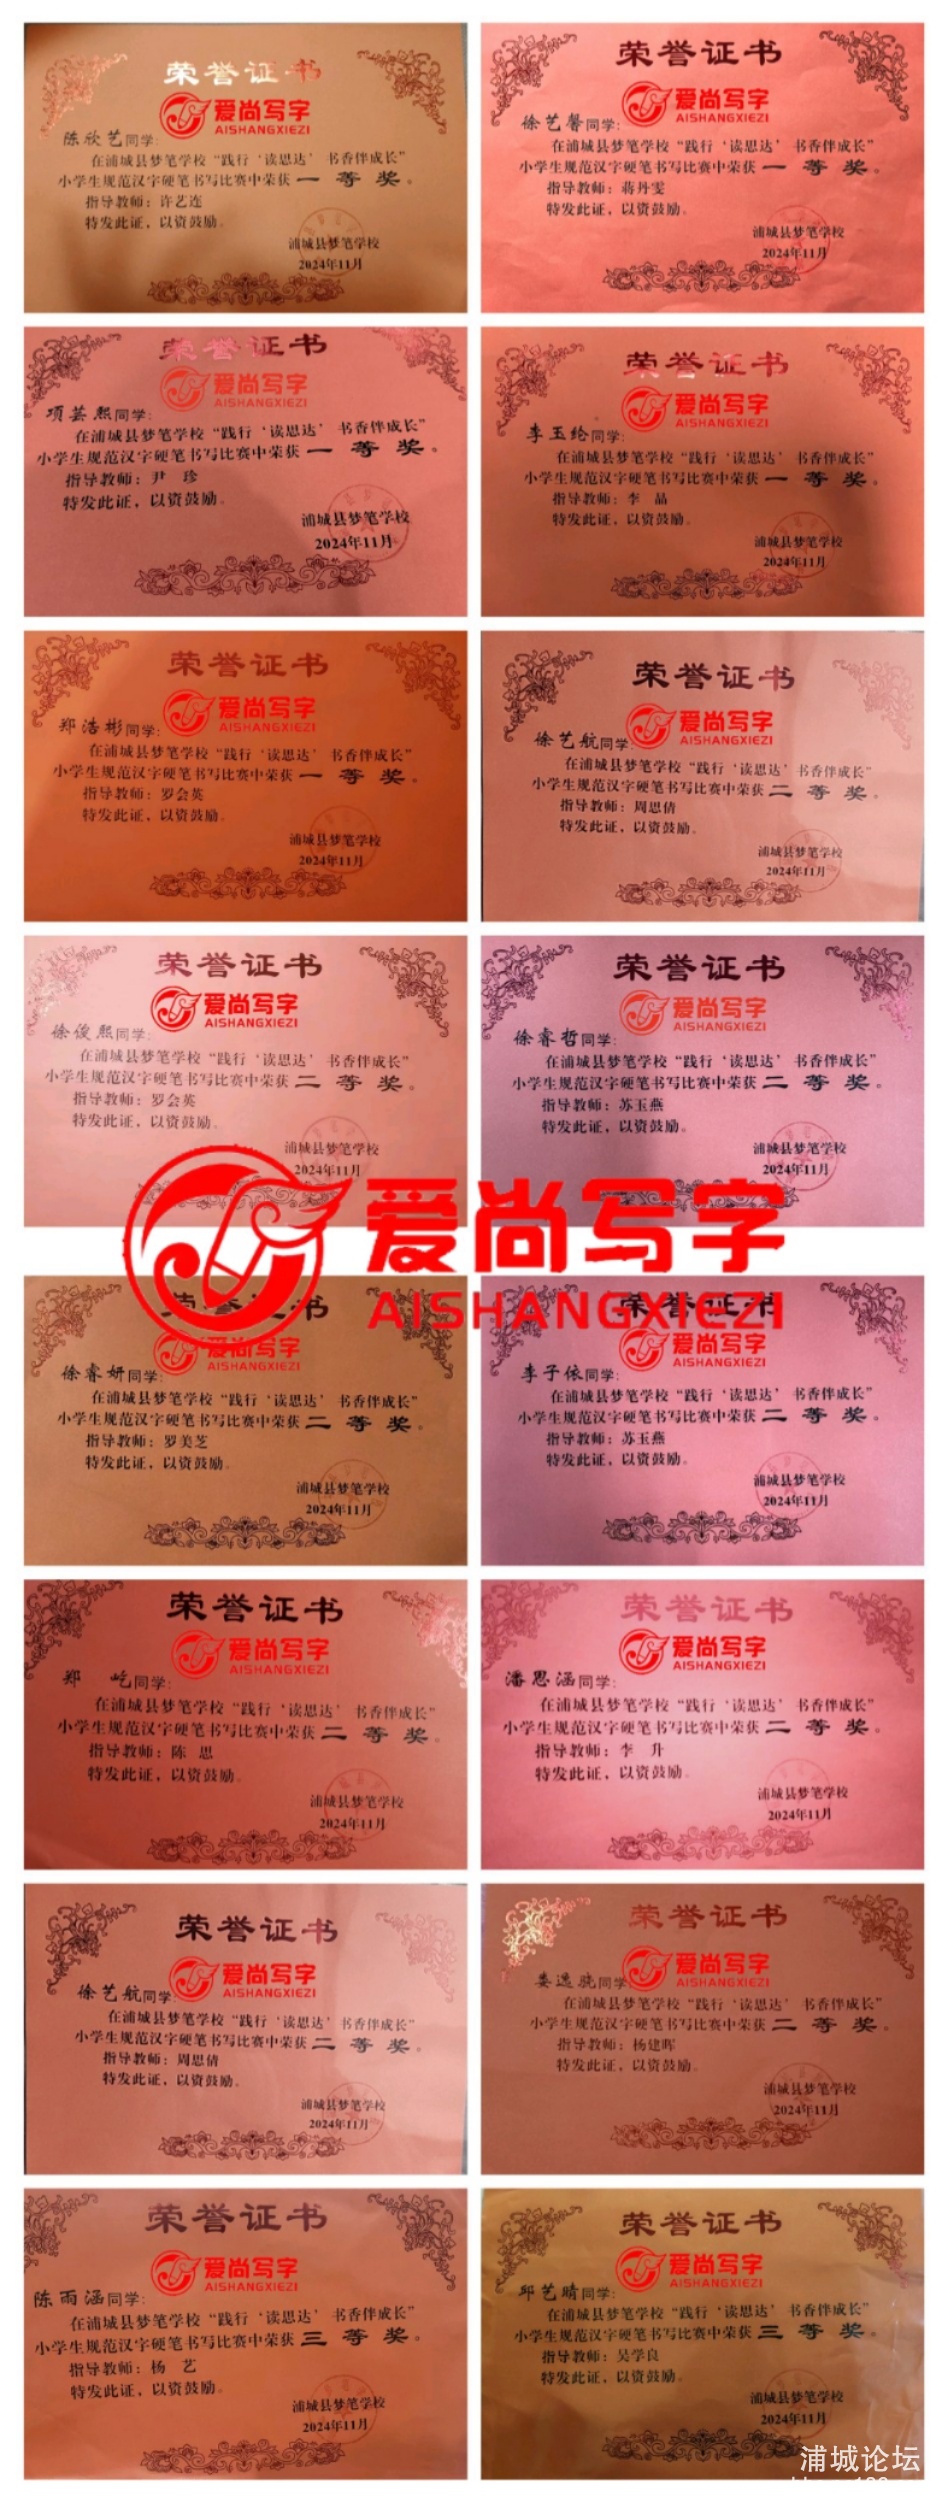 荣誉证书
爱尚写字
AISHANGXIEZI
陈欣艺同学:
在浦城县梦笔学校“践行‘读思达’ 书香伴成长”
小学生规范汉字硬笔书写比赛中荣获一等奖。
指导教师: 许艺连
特发此证，以资鼓励。
浦城县梦笔学校
2024年11月
荣誉证书
爱尚写字
AISHANGXIEZI
徐艺馨同学:
在浦城县梦笔学校“践行‘读思达’ 书香伴成长”
小学生规范汉字硬笔书写比赛中荣获一等奖。
指导教师: 蒋丹雯
特发此证，以资鼓励。
浦城县梦笔学校
2024年11月
荣誉证书
爱尚写字
AISHANGXIEZI
項芸熙同学:
在浦城县梦笔学校“践行‘读思达’ 书香伴成长”
小学生规范汉字硬笔书写比赛中荣获一等奖。
指导教师: 尹 珍
特发此证，以资鼓励。
浦城县梦笔学校
2024年11月
荣誉证书
爱尚写字
AISHANGXIEZI
李玉纶同学:
在浦城县梦笔学校“践行‘读思达’ 书香伴成长”
小学生规范汉字硬笔书写比赛中荣获一等奖。
指导教师: 李 晶
特发此证，以资鼓励。
浦城县梦笔学校
2024年11月
荣誉证书
爱尚写字
AISHANGXIEZI
郑浩彬同学:
在浦城县梦笔学校“践行‘读思达’ 书香伴成长”
小学生规范汉字硬笔书写比赛中荣获一等奖。
指导教师: 罗会英
特发此证，以资鼓励。
浦城县梦笔学校
2024年11月
荣誉证书
爱尚写字
AISHANGXIEZI
徐艺航同学:
在浦城县梦笔学校“践行‘读思达’ 书香伴成长”
小学生规范汉字硬笔书写比赛中荣获二等奖。
指导教师: 周思倩
特发此证，以资鼓励。
浦城县梦笔学校
2024年11月
荣誉证书
爱尚写字
AISHANGXIEZI
徐俊熙同学:
在浦城县梦笔学校“践行‘读思达’ 书香伴成长”
小学生规范汉字硬笔书写比赛中荣获二等奖。
指导教师: 罗会英
特发此证，以资鼓励。
浦城县梦笔学校
2024年11月
荣誉证书
爱尚写字
AISHANGXIEZI
徐睿哲同学:
在浦城县梦笔学校“践行‘读思达’ 书香伴成长”
小学生规范汉字硬笔书写比赛中荣获二等奖。
指导教师: 苏玉燕
特发此证，以资鼓励。
浦城县梦笔学校
2024年11月
爱尚写字
AISHANGXIEZI
荣誉证书
爱尚写字
AISHANGXIEZI
徐睿妍同学:
在浦城县梦笔学校“践行‘读思达’ 书香伴成长”
小学生规范汉字硬笔书写比赛中荣获二等奖。
指导教师: 罗美芝
特发此证，以资鼓励。
浦城县梦笔学校
2024年11月
荣誉证书
爱尚写字
AISHANGXIEZI
李子依同学:
在浦城县梦笔学校“践行‘读思达’ 书香伴成长”
小学生规范汉字硬笔书写比赛中荣获二等奖。
指导教师: 苏玉燕
特发此证，以资鼓励。
浦城县梦笔学校
2024年11月
荣誉证书
爱尚写字
AISHANGXIEZI
郑 屹同学:
在浦城县梦笔学校“践行‘读思达’ 书香伴成长”
小学生规范汉字硬笔书写比赛中荣获二等奖。
指导教师: 陈 思
特发此证，以资鼓励。
浦城县梦笔学校
2024年11月
荣誉证书
爱尚写字
AISHANGXIEZI
潘思涵同学:
在浦城县梦笔学校“践行‘读思达’ 书香伴成长”
小学生规范汉字硬笔书写比赛中荣获二等奖。
指导教师: 李 升
特发此证，以资鼓励。
浦城县梦笔学校
2024年11月
荣誉证书
爱尚写字
AISHANGXIEZI
徐艺航同学:
在浦城县梦笔学校“践行‘读思达’ 书香伴成长”
小学生规范汉字硬笔书写比赛中荣获二等奖。
指导教师: 周思倩
特发此证，以资鼓励。
浦城县梦笔学校
2024年11月
荣誉证书
爱尚写字
AISHANGXIEZI
娄逸骁同学
在浦城县梦笔学校“践行‘读思达’ 书香伴成长”
小学生规范汉字硬笔书写比赛中荣获二等奖。
指导教师: 杨建晖
特发此证，以资鼓励。
浦城县梦笔学校
2024年11月
荣誉证书
爱尚写字
AISHANGXIEZI
陈雨涵同学:
在浦城县梦笔学校“践行‘读思达’ 书香伴成长”
小学生规范汉字硬笔书写比赛中荣获三等奖。
指导教师: 杨 艺
特发此证，以资鼓励。
浦城县梦笔学校
2024年11月
荣誉证书
爱尚写字
AISHANGXIEZI
邱艺晴同学:
在浦城县梦笔学校“践行‘读思达’ 书香伴成长”
小学生规范汉字硬笔书写比赛中荣获三等奖。
指导教师: 吴学良
特发此证，以资鼓励。
浦城县梦笔学校
2024年11月
浦城论坛